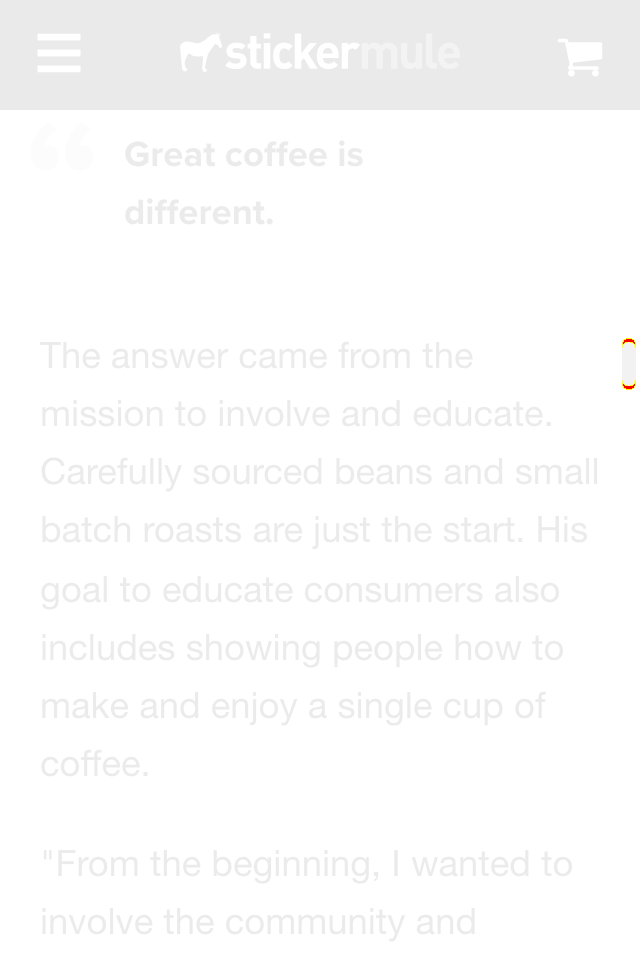 stickermule
Great coffee is
different.
The answer came from the
mission to involve and educate.
Carefully sourced beans and small
batch roasts are just the start. His
goal to educate consumers also
includes showing people how to
make and enjoy a single cup of
coffee.
"From the beginning, I wanted to
involve the community and